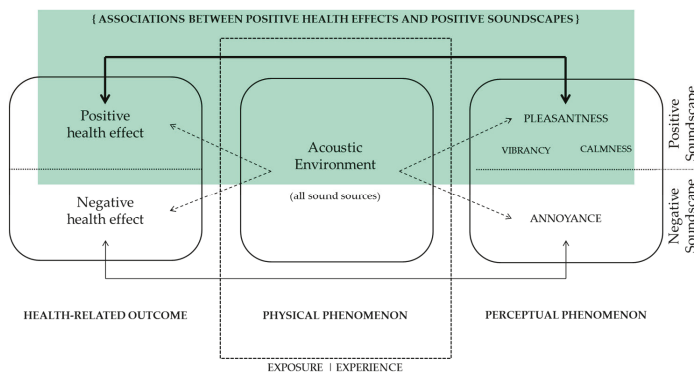 { ASSOCIATIONS BETWEEN POSITIVE HEALTH EFFECTS AND POSITIVE SOUNDSCAPES }
Positive
health effect
Negative
health effect
Acoustic
Environment
(all sound sources)
PLEASANTNESS
VIBRANCY
CALMNESS
ANNOYANCE
Positive
Soundscape
Negative
Soundscape
HEALTH-RELATED OUTCOME
PHYSICAL PHENOMENON
PERCEPTUAL PHENOMENON
EXPOSURE | EXPERIENCE